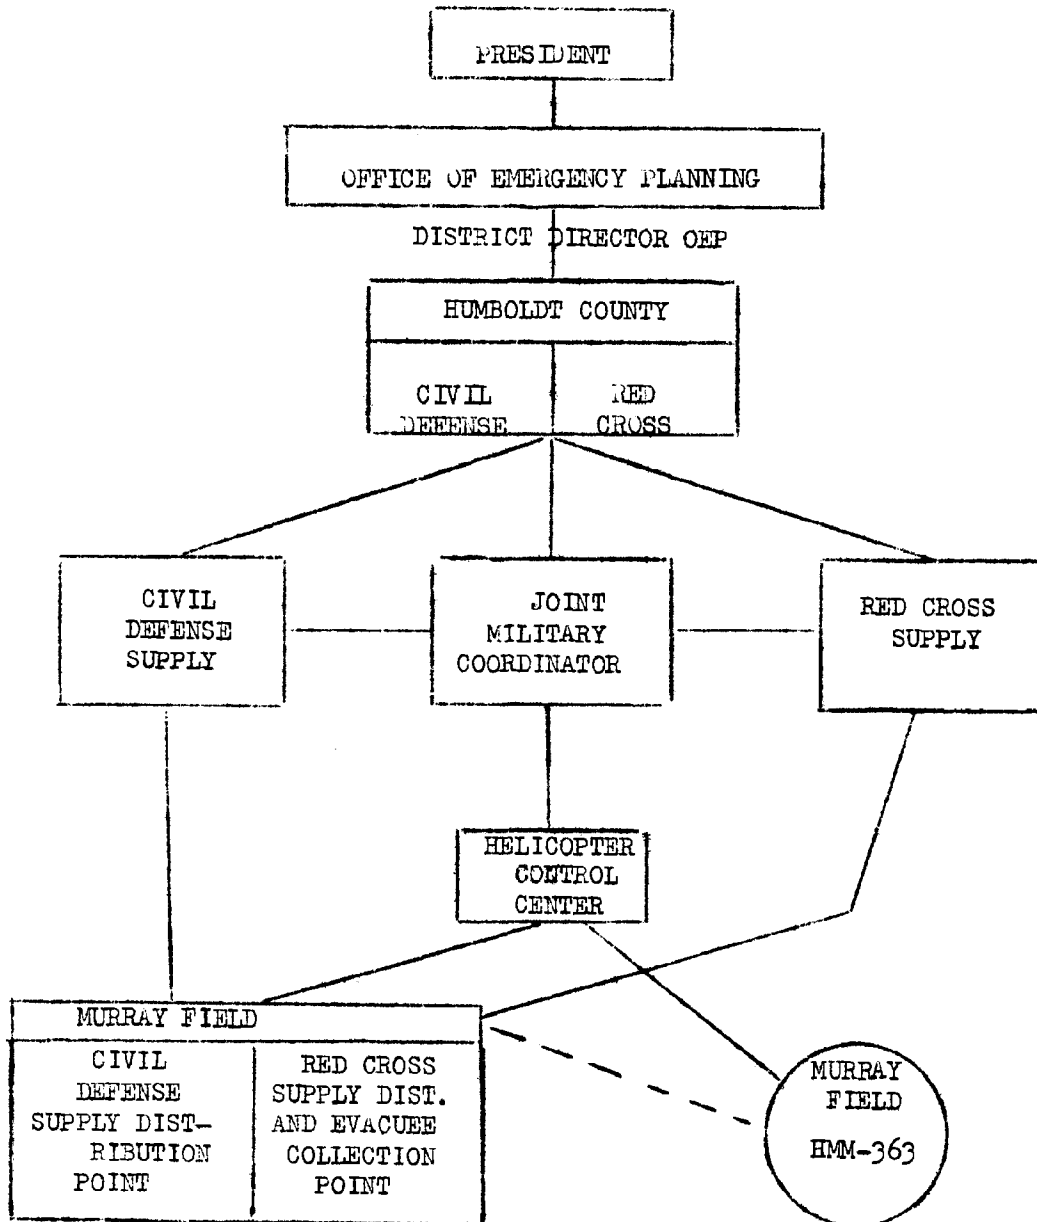 PRESIDENT
OFFICE OF EMERGENCY PLANNING
DISTRICT DIRECTOR OEP
HUMBOLDT COUNTY
CIVIL
DEFENSE
RED
CROSS
CIVIL
DEFENSE
SUPPLY
JOINT
MILITARY
COORDINATOR
RED CROSS
SUPPLY
HELICOPTER
CONTROL
CENTER
MURRAY FIELD
CIVIL
DEFENSE
SUPPLY DIST-
RIBUTION
POINT
RED CROSS
SUPPLY DIST.
AND EVACUEE
COLLECTION
POINT
MURRAY
FIELD
HMM-363